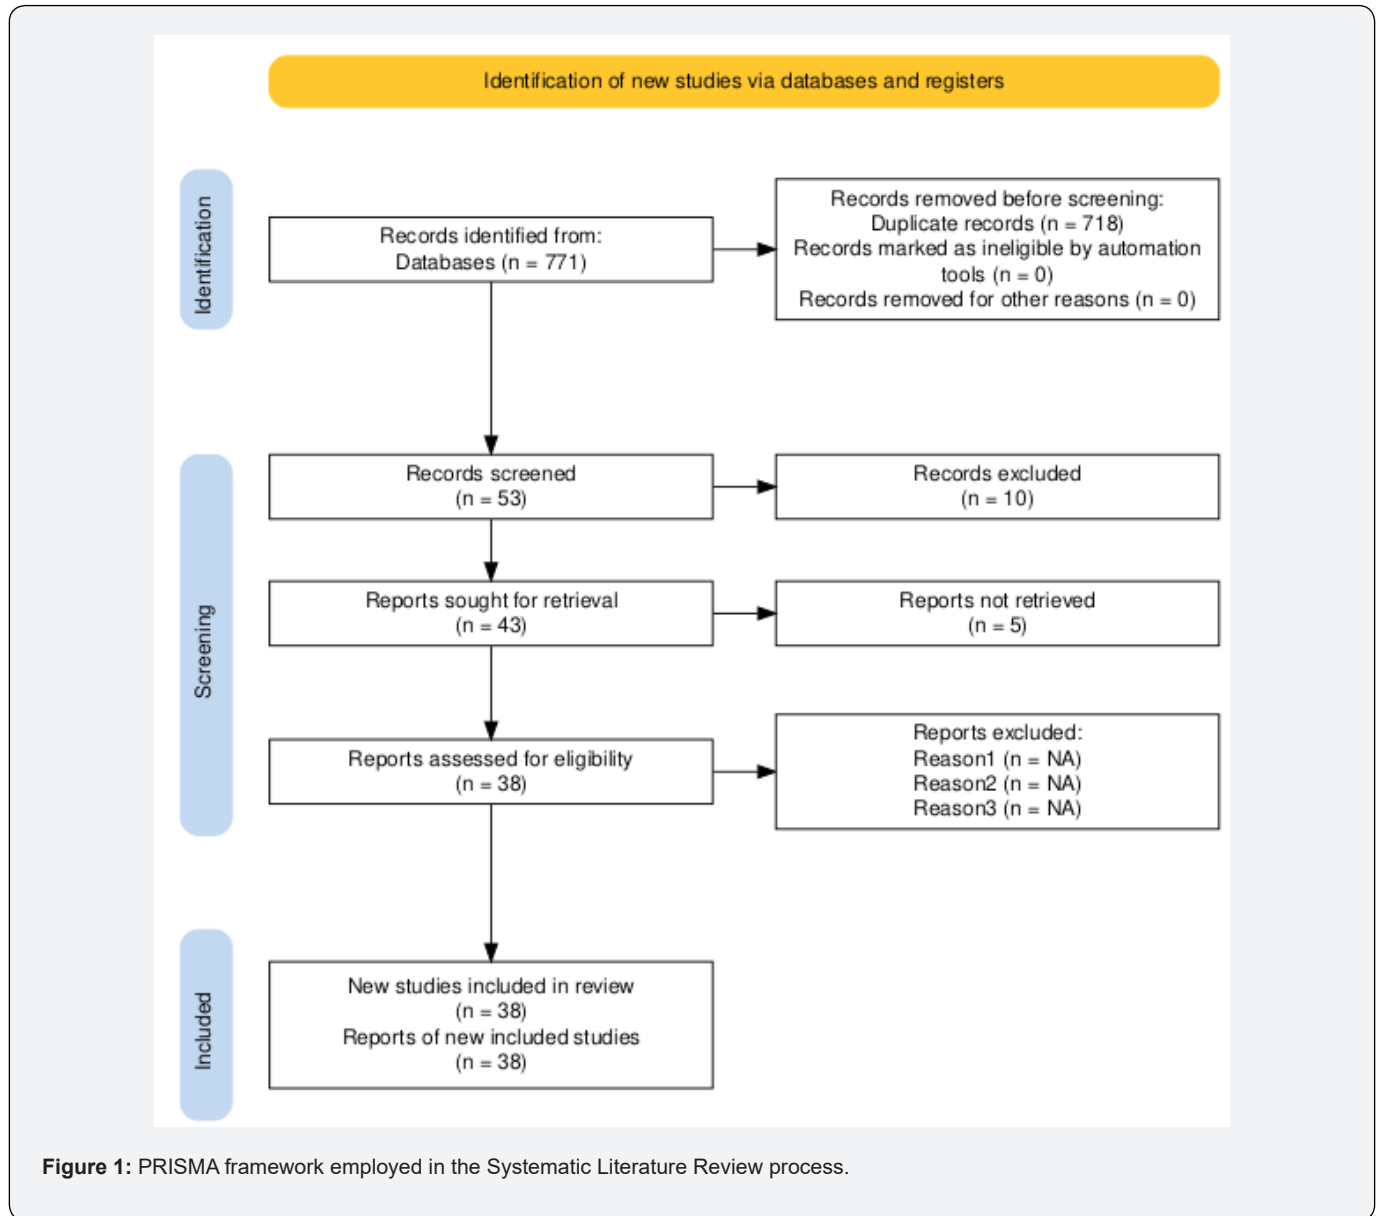 Identification of new studies via databases and registers
Identification
Records identified from:
Databases (n = 771)
Records removed before screening:
Duplicate records (n = 718)
Records marked as ineligible by automation
tools (n = 0)
Records removed for other reasons (n = 0)
Screening
Records screened
(n = 53)
Records excluded
(n = 10)
Reports sought for retrieval
(n = 43)
Reports not retrieved
(n = 5)
Reports assessed for eligibility
(n = 38)
Reports excluded:
Reason1 (n = NA)
Reason2 (n = NA)
Reason3 (n = NA)
Included
New studies included in review
(n = 38)
Reports of new included studies
(n = 38)
Figure 1: PRISMA framework employed in the Systematic Literature Review process.